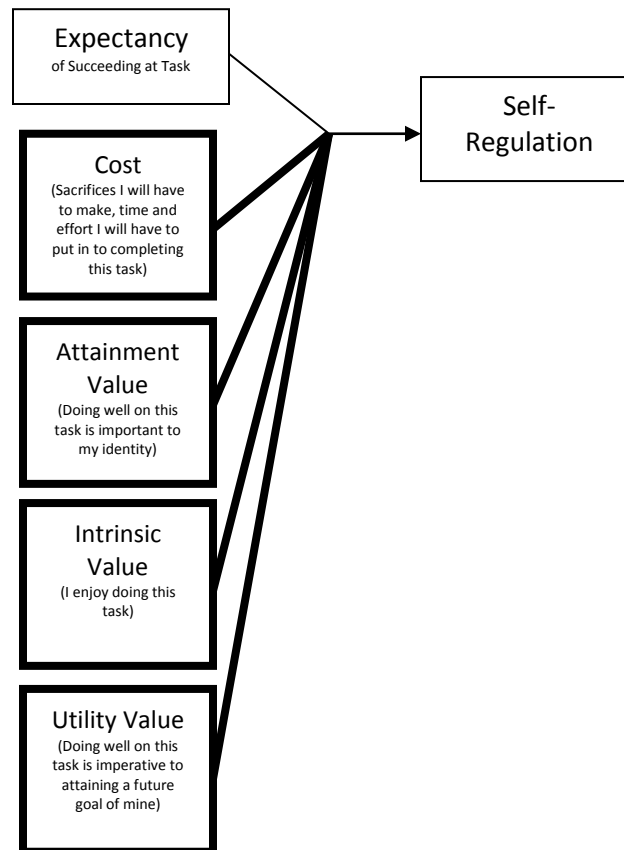 Expectancy
of Succeeding at Task
Self-
Regulation
Cost
(Sacrifices I will have
to make, time and
effort I will have to
put in to completing
this task)
Attainment
Value
(Doing well on this
task is important to
my identity)
Intrinsic
Value
(I enjoy doing this
task)
Utility Value
(Doing well on this
task is imperative to
attaining a future
goal of mine)